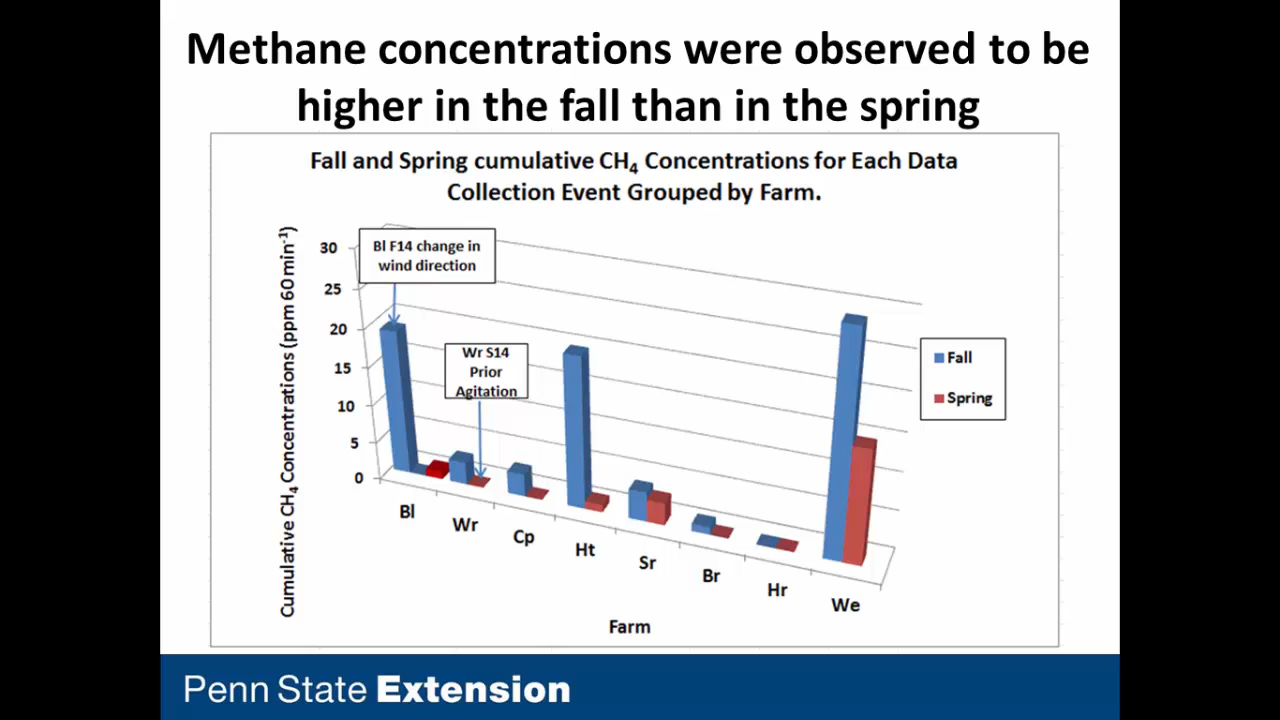 Methane concentrations were observed to be
higher in the fall than in the spring
Fall and Spring cumulative CH₄ Concentrations for Each Data
Collection Event Grouped by Farm.
Cumulative CH₄ Concentrations (ppm 60 min⁻¹)
30
25
20
15
10
5
0
Bl F14 change in
wind direction
Wr S14
Prior
Agitation
Fall
Spring
Bl
Wr
Cp
Ht
Sr
Br
Hr
We
Farm
Penn State Extension